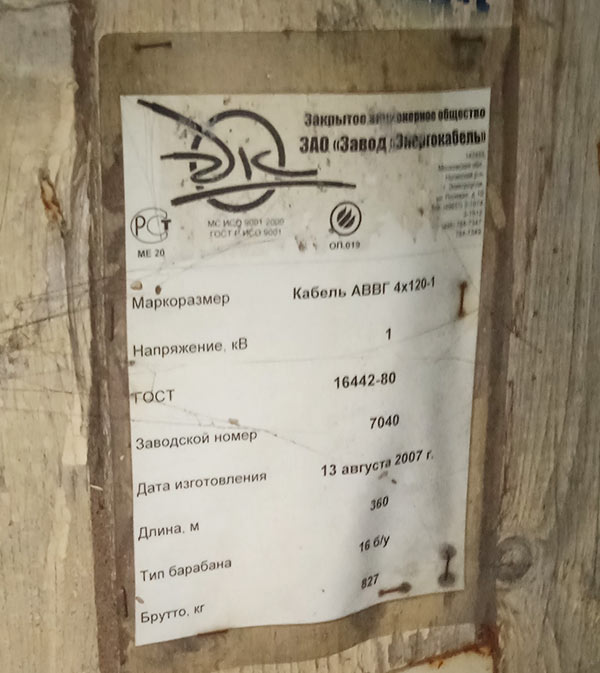 Закрытое акционерное общество
ЗАО «Завод «Энергокабель»
РСТ
МЕ 20
МС ИСО 9001 2000
ГОСТ Р ИСО 9001
ОП.019
Маркоразмер Кабель АВВГ 4х120-1
Напряжение, кВ 1
ГОСТ 16442-80
Заводской номер 7040
Дата изготовления 13 августа 2007 г.
Длина, м 360
Тип барабана 16 б/у
Брутто, кг 827